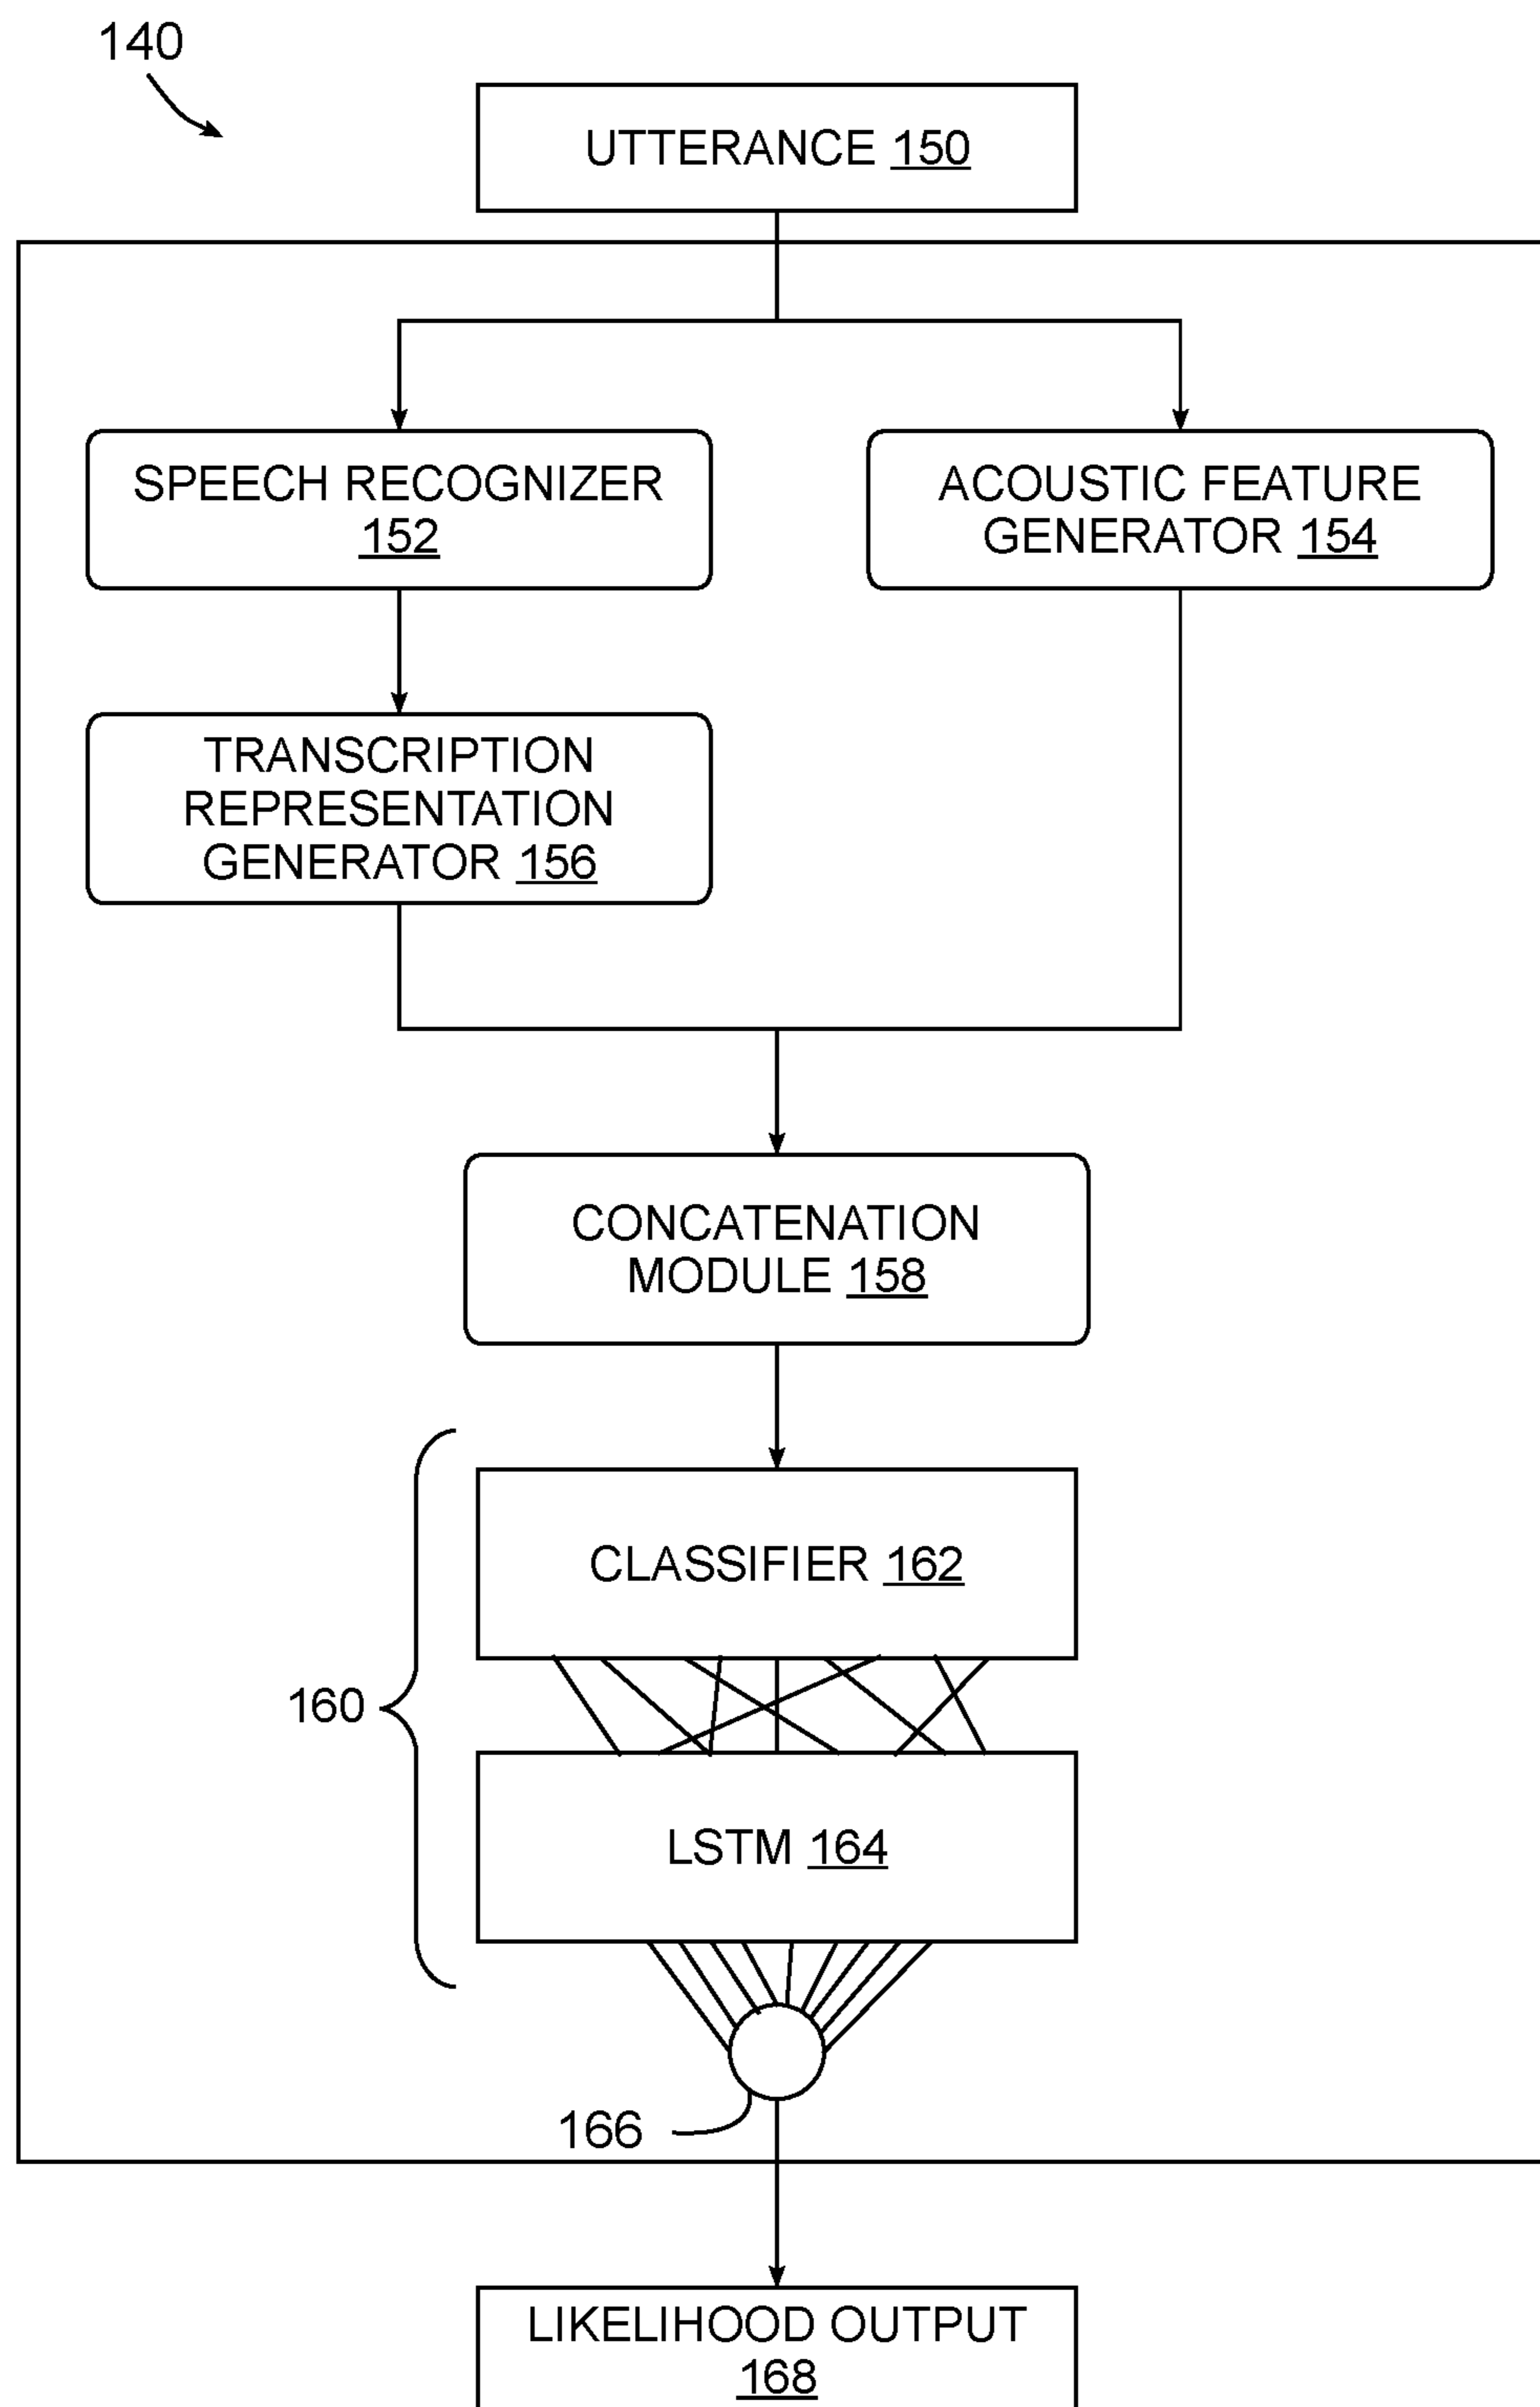 140
UTTERANCE 150
SPEECH RECOGNIZER
152
ACOUSTIC FEATURE
GENERATOR 154
TRANSCRIPTION
REPRESENTATION
GENERATOR 156
CONCATENATION
MODULE 158
160
CLASSIFIER 162
LSTM 164
166
LIKELIHOOD OUTPUT
168